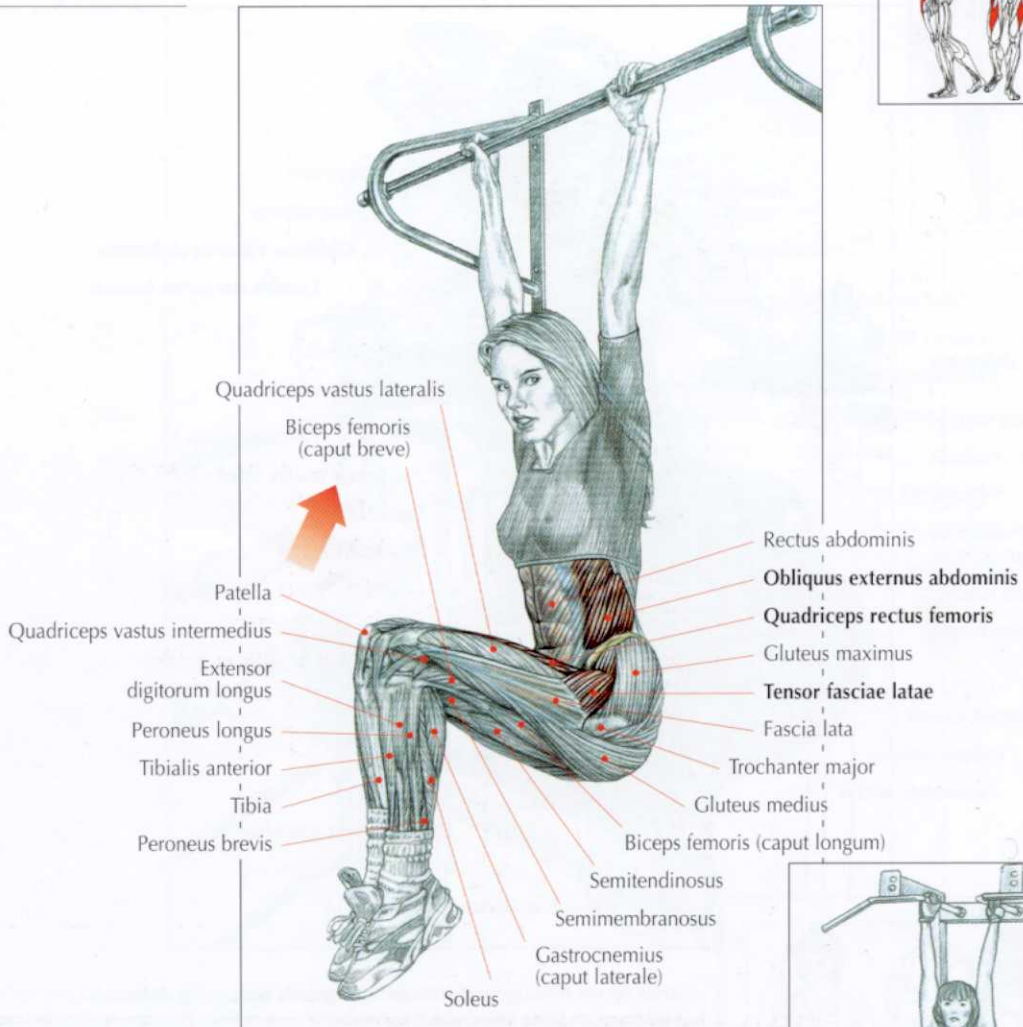 Quadriceps vastus lateralis
Biceps femoris
(caput breve)
Patella
Quadriceps vastus intermedius
Extensor
digitorum longus
Peroneus longus
Tibialis anterior
Tibia
Peroneus brevis
Rectus abdominis
Obliquus externus abdominis
Quadriceps rectus femoris
Gluteus maximus
Tensor fasciae latae
Fascia lata
Trochanter major
Gluteus medius
Biceps femoris (caput longum)
Semitendinosus
Semimembranosus
Gastrocnemius
(caput laterale)
Soleus